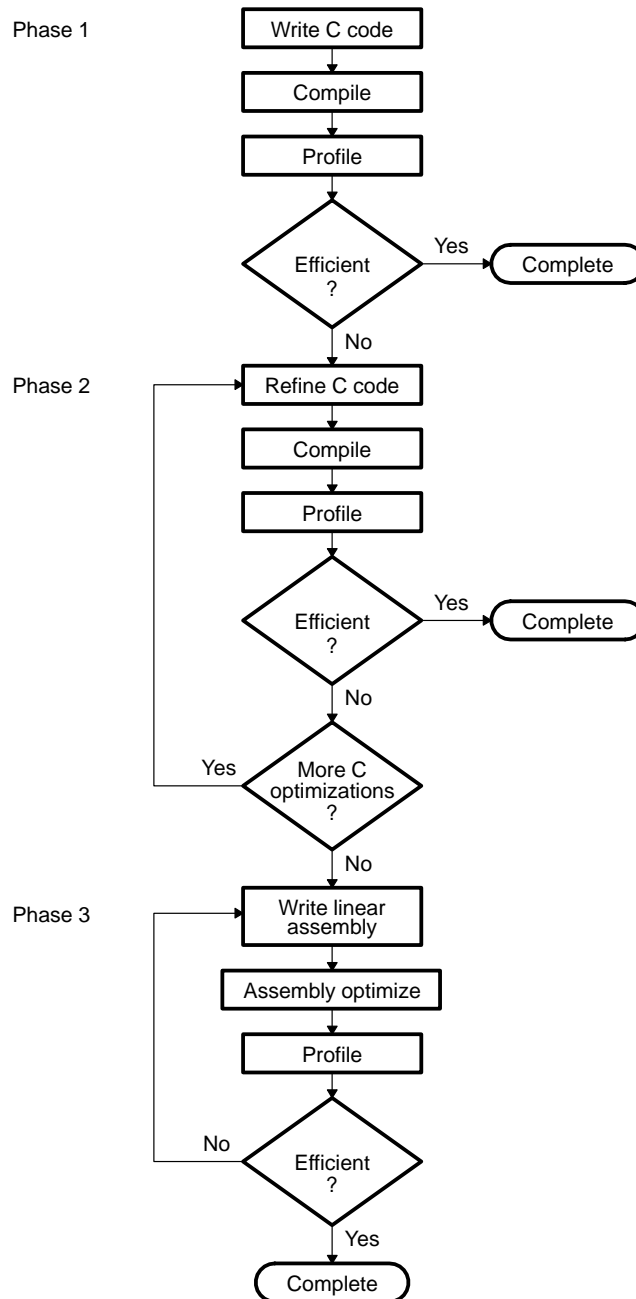 Phase 1
Write C code
Compile
Profile
Efficient
?
Yes
Complete
No
Phase 2
Refine C code
Compile
Profile
Efficient
?
Yes
Complete
No
More C
optimizations
?
Yes
No
Phase 3
Write linear
assembly
Assembly optimize
Profile
Efficient
?
No
Yes
Complete